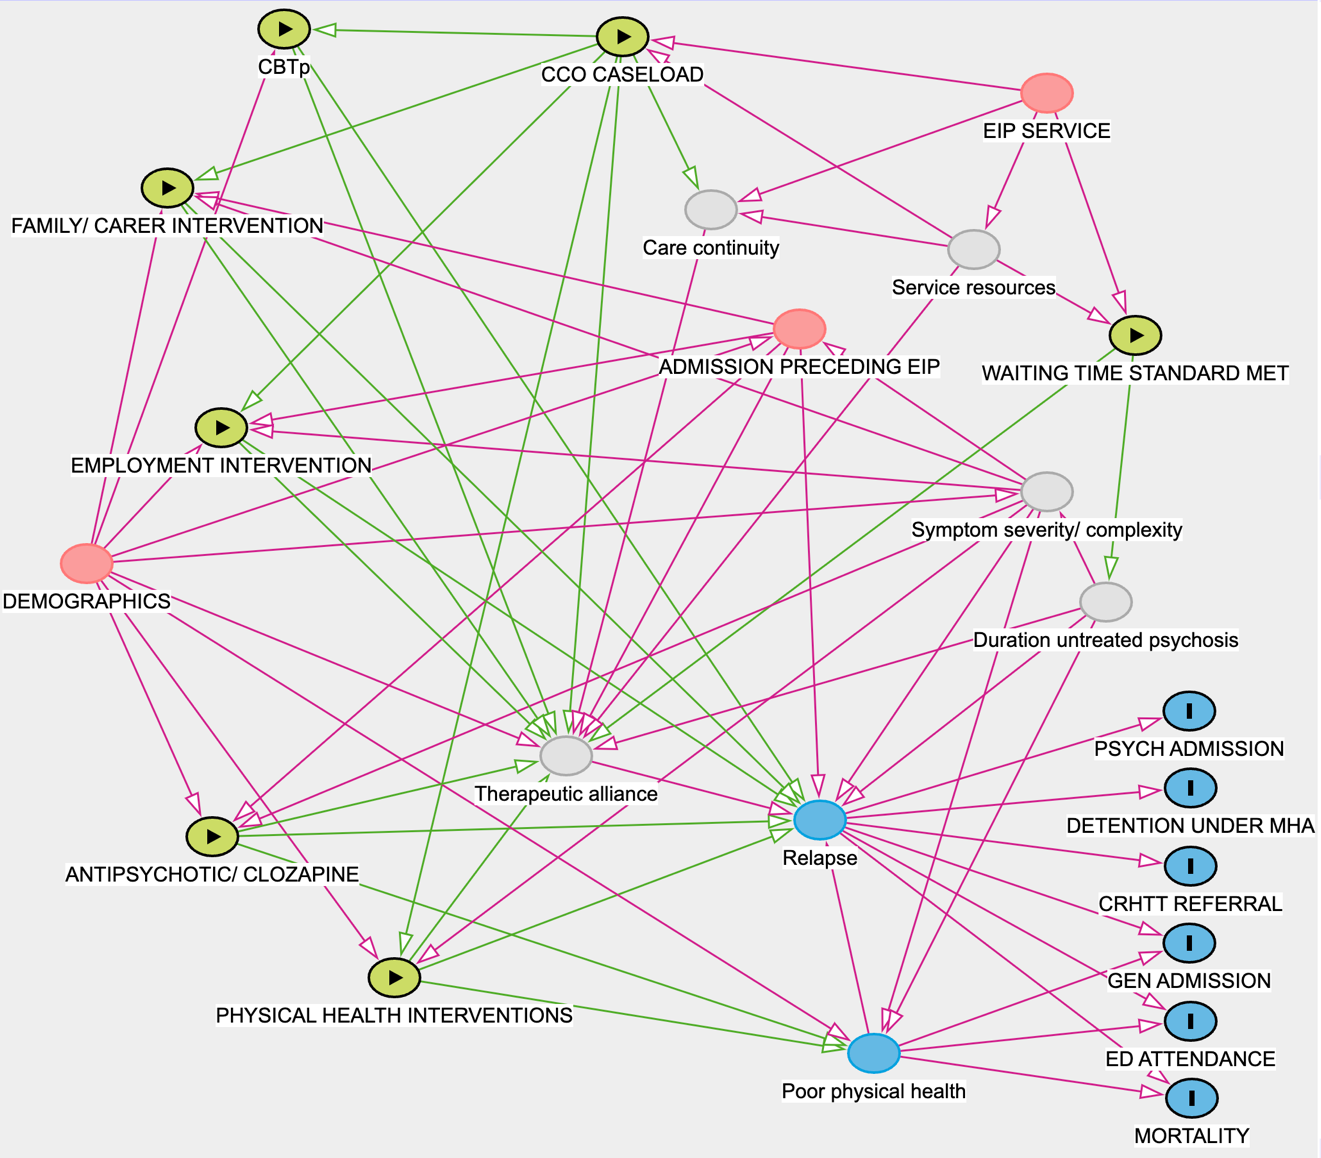 CBTp
CCO CASELOAD
EIP SERVICE
FAMILY/ CARER INTERVENTION
Care continuity
Service resources
ADMISSION PRECEDING EIP
WAITING TIME STANDARD MET
EMPLOYMENT INTERVENTION
Symptom severity/ complexity
DEMOGRAPHICS
Duration untreated psychosis
PSYCH ADMISSION
Therapeutic alliance
DETENTION UNDER MHA
Relapse
ANTIPSYCHOTIC/ CLOZAPINE
CRHTT REFERRAL
GEN ADMISSION
PHYSICAL HEALTH INTERVENTIONS
ED ATTENDANCE
Poor physical health
MORTALITY